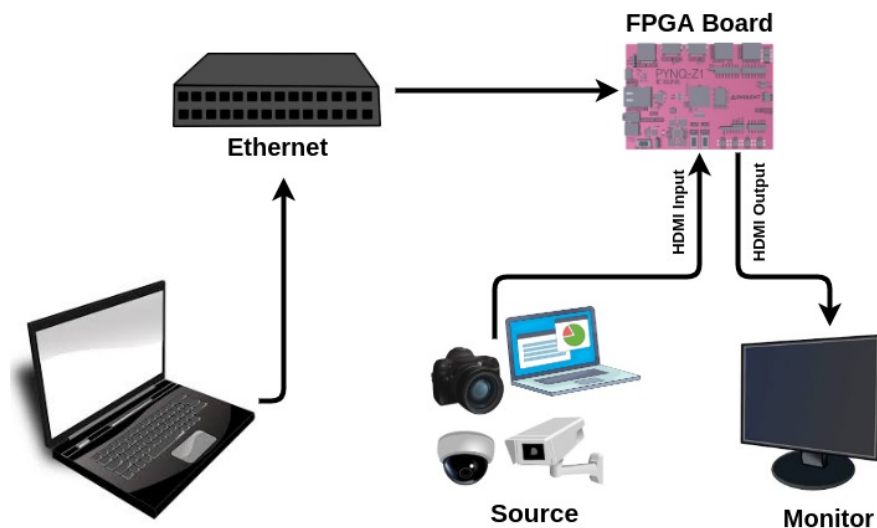 FPGA Board
PYNQ-Z1
Ethernet
HDMI Input
HDMI Output
Source
Monitor